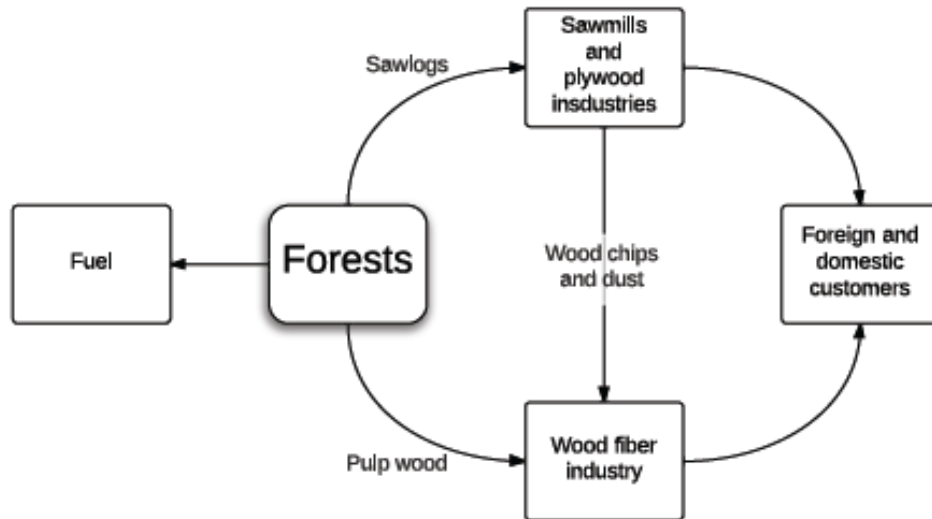 Sawmills
and
plywood
insdustries
Sawlogs
Fuel
Forests
Wood chips
and dust
Foreign and
domestic
customers
Pulp wood
Wood fiber
industry